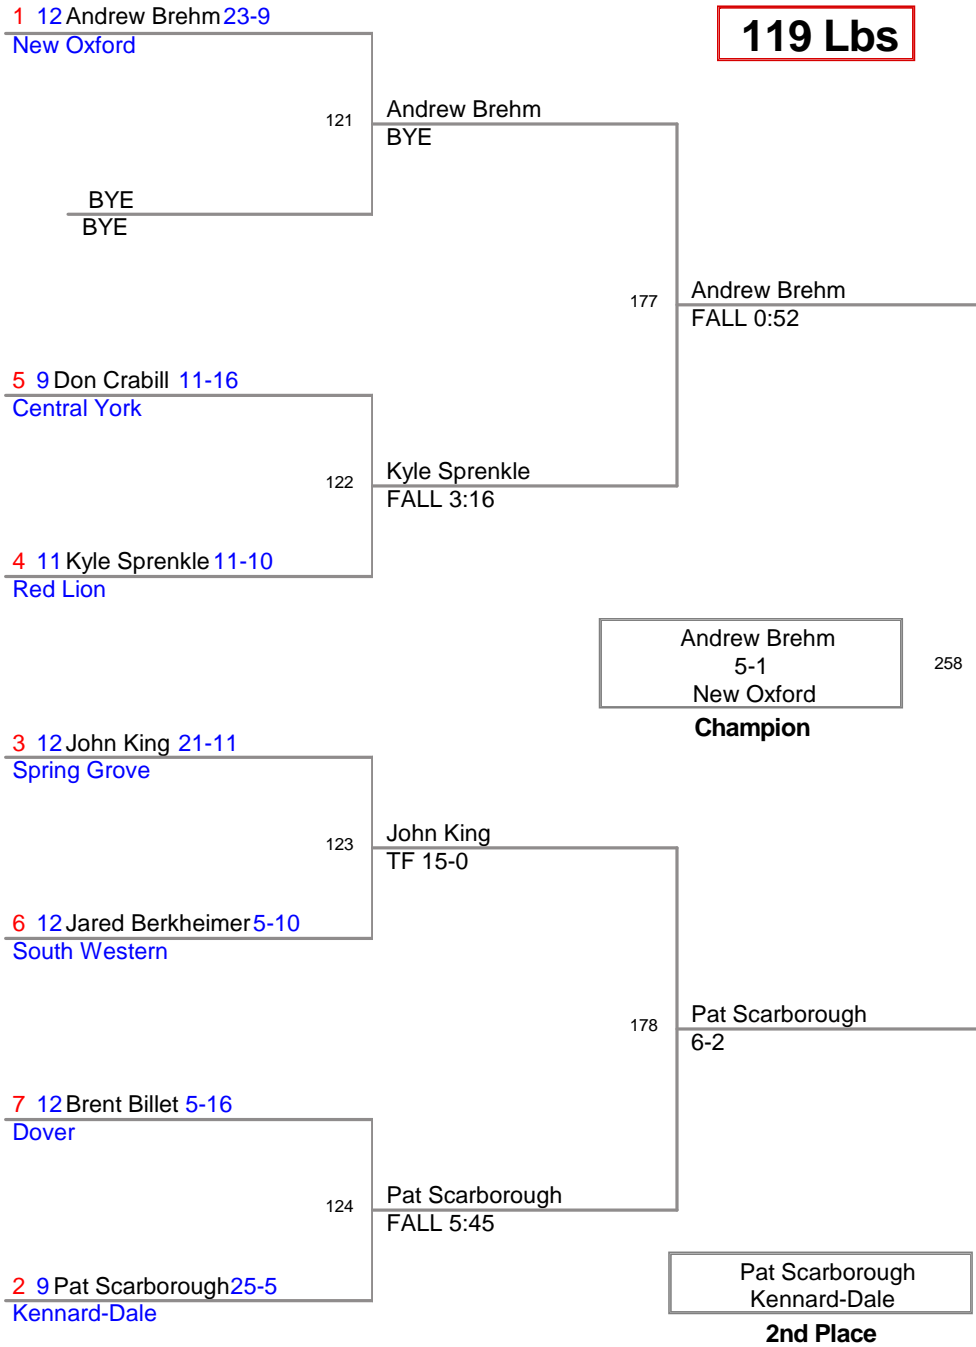 1 12 Andrew Brehm 23-9
New Oxford
119 Lbs
121
Andrew Brehm
BYE
BYE
BYE
177
Andrew Brehm
FALL 0:52
5 9 Don Crabill 11-16
Central York
122
Kyle Sprenkle
FALL 3:16
4 11 Kyle Sprenkle 11-10
Red Lion
Andrew Brehm
5-1
New Oxford
258
Champion
3 12 John King 21-11
Spring Grove
123
John King
TF 15-0
6 12 Jared Berkheimer 5-10
South Western
178
Pat Scarborough
6-2
7 12 Brent Billet 5-16
Dover
124
Pat Scarborough
FALL 5:45
2 9 Pat Scarborough 25-5
Kennard-Dale
Pat Scarborough
Kennard-Dale
2nd Place